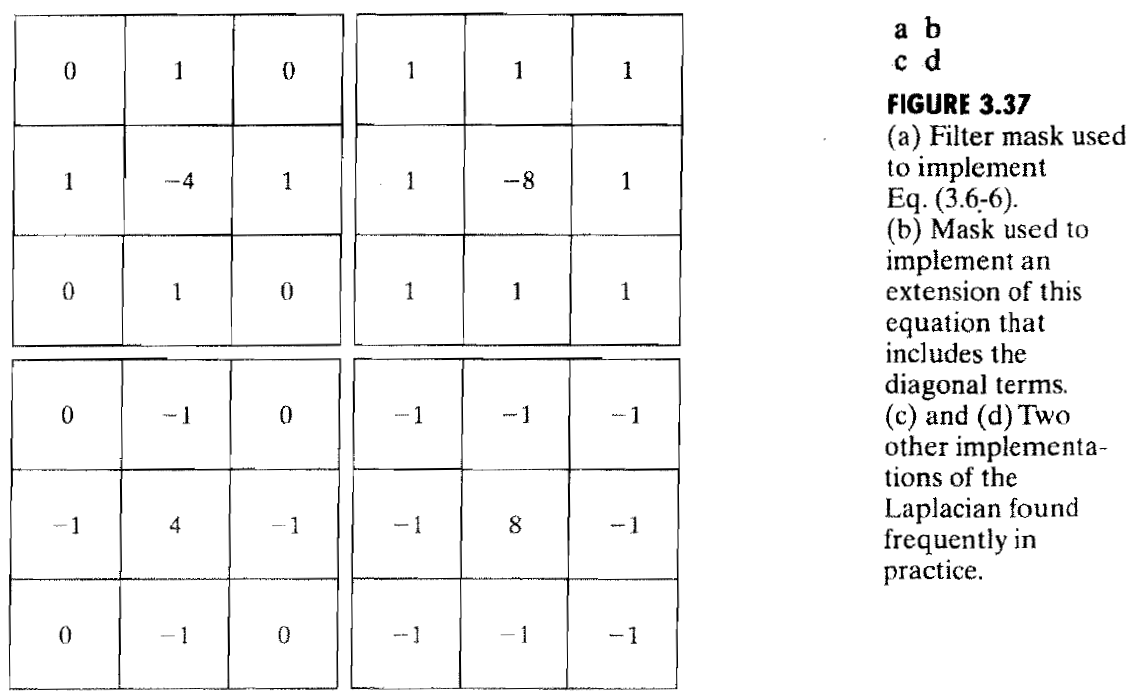 0 1 0
1 −4 1
0 1 0
1 1 1
1 −8 1
1 1 1
0 −1 0
−1 4 −1
0 −1 0
−1 −1 −1
−1 8 −1
−1 −1 −1
a b
c d
FIGURE 3.37
(a) Filter mask used
to implement
Eq. (3.6-6).
(b) Mask used to
implement an
extension of this
equation that
includes the
diagonal terms.
(c) and (d) Two
other implementa-
tions of the
Laplacian found
frequently in
practice.